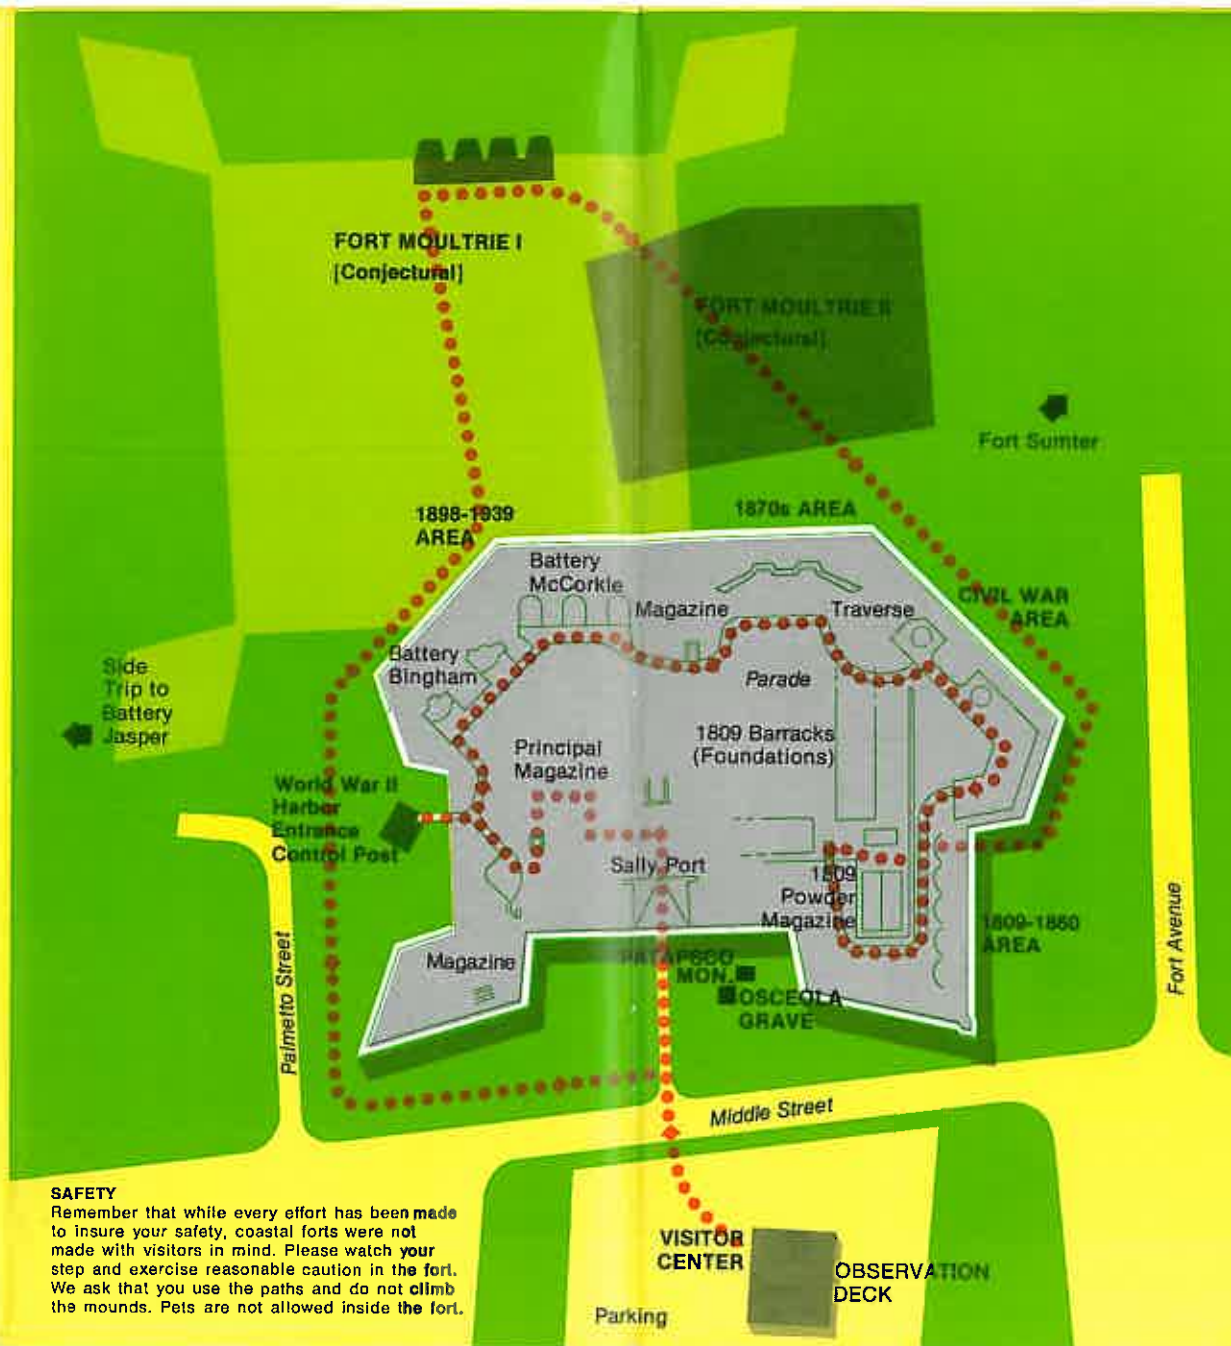 FORT MOULTRIE I
[Conjectural]
FORT MOULTRIE II
[Conjectural]
Fort Sumter
1898-1939
AREA
1870s AREA
Battery
McCorkle
Magazine
Traverse
CIVIL WAR
AREA
Battery
Bingham
Parade
Side
Trip to
Battery
Jasper
1809 Barracks
(Foundations)
Principal
Magazine
World War II
Harbor
Entrance
Control Post
Sally Port
1809
Powder
Magazine
1809-1860
AREA
Fort Avenue
Palmetto Street
Magazine
PATAPSCO
MON.
OSCEOLA
GRAVE
Middle Street
SAFETY
Remember that while every effort has been made
to insure your safety, coastal forts were not
made with visitors in mind. Please watch your
step and exercise reasonable caution in the fort.
We ask that you use the paths and do not climb
the mounds. Pets are not allowed inside the fort.
VISITOR
CENTER
OBSERVATION
DECK
Parking